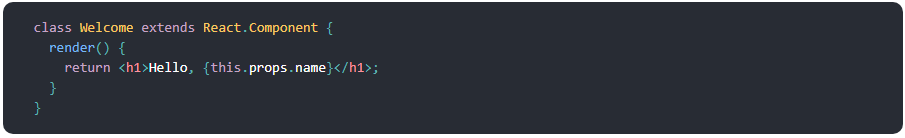 class Welcome extends React.Component {
  render() {
    return <h1>Hello, {this.props.name}</h1>;
  }
}